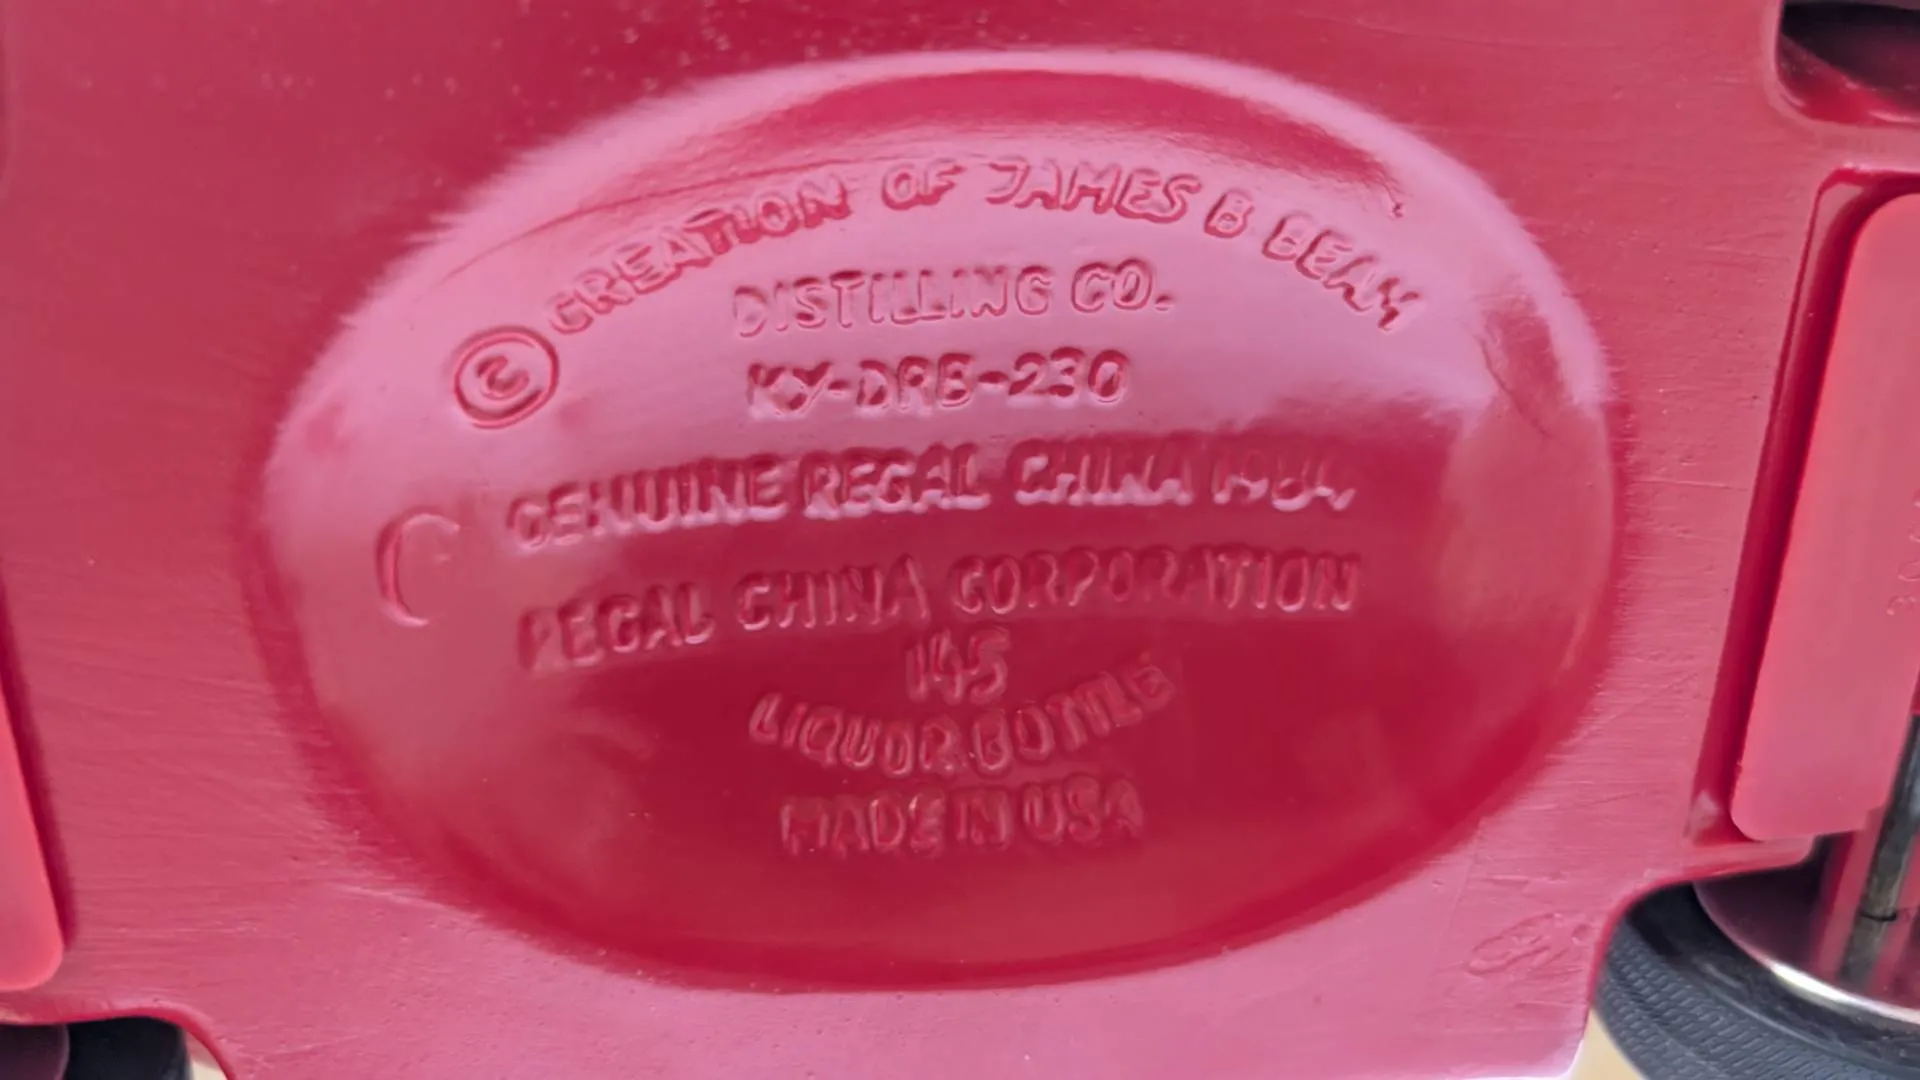 © CREATION OF JAMES B BEAM
DISTILLING CO.
KY-DRB-230
GENUINE REGAL CHINA 1984
C
REGAL CHINA CORPORATION
145
LIQUOR BOTTLE
MADE IN USA